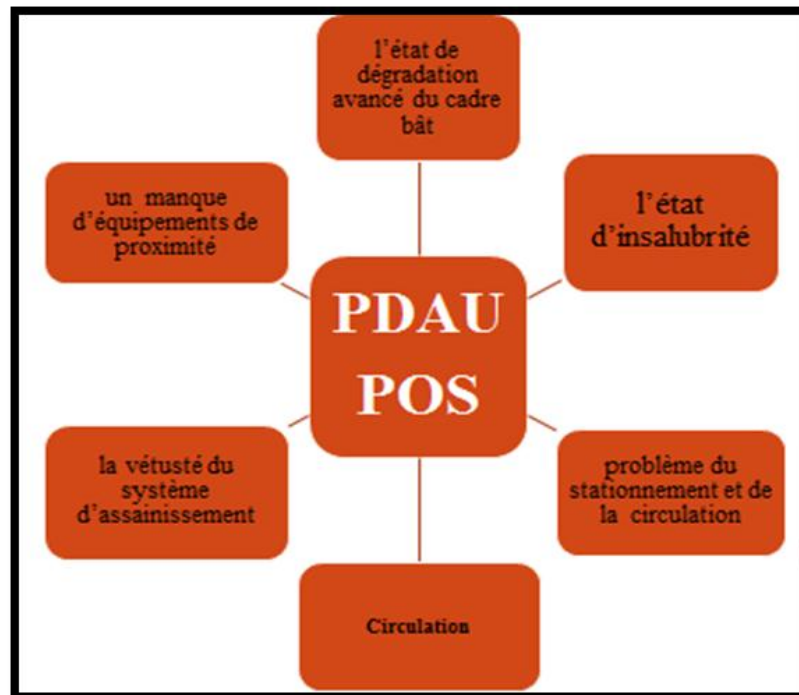 l'état de
dégradation
avancé du cadre
bât
un manque
d'équipements de
proximité
l'état
d'insalubrité
PDAU
POS
la vétusté du
système
d'assainissement
problème du
stationnement et de
la circulation
Circulation